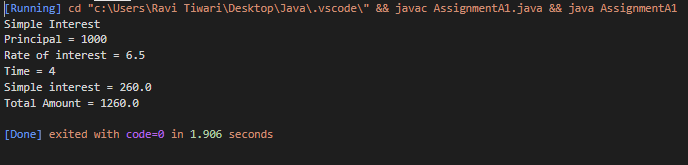 [Running] cd "c:\Users\Ravi Tiwari\Desktop\Java\.vscode\" && javac AssignmentA1.java && java AssignmentA1
Simple Interest
Principal = 1000
Rate of interest = 6.5
Time = 4
Simple interest = 260.0
Total Amount = 1260.0
[Done] exited with code=0 in 1.906 seconds